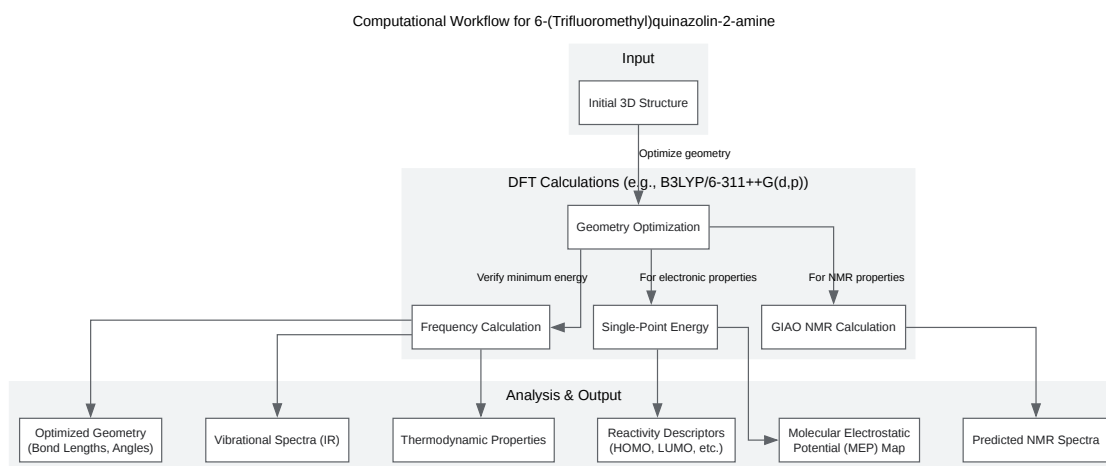 Computational Workflow for 6-(Trifluoromethyl)quinazolin-2-amine
Input
Initial 3D Structure
Optimize geometry
DFT Calculations (e.g., B3LYP/6-311++G(d,p))
Geometry Optimization
Verify minimum energy
For electronic properties
For NMR properties
Frequency Calculation
Single-Point Energy
GIAO NMR Calculation
Analysis & Output
Optimized Geometry
(Bond Lengths, Angles)
Vibrational Spectra (IR)
Thermodynamic Properties
Reactivity Descriptors
(HOMO, LUMO, etc.)
Molecular Electrostatic
Potential (MEP) Map
Predicted NMR Spectra